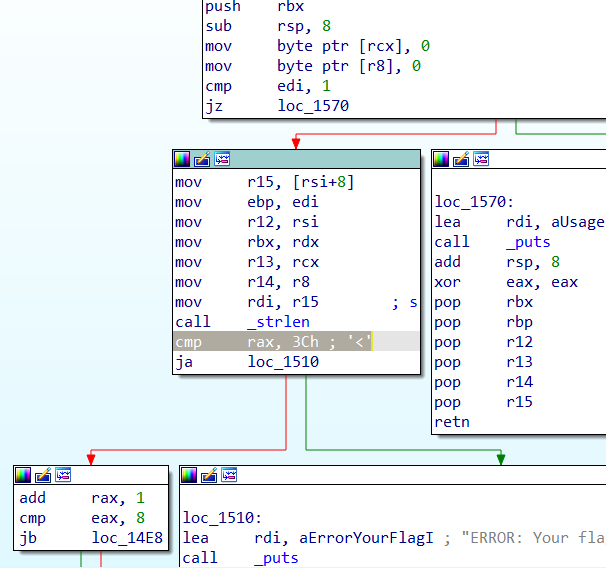 push    rbx
sub     rsp, 8
mov     byte ptr [rcx], 0
mov     byte ptr [r8], 0
cmp     edi, 1
jz      loc_1570
mov     r15, [rsi+8]
mov     ebp, edi
mov     r12, rsi
mov     rbx, rdx
mov     r13, rcx
mov     r14, r8
mov     rdi, r15        ; s
call    _strlen
cmp     rax, 3Ch ; '<'
ja      loc_1510
loc_1570:
lea     rdi, aUsage
call    _puts
add     rsp, 8
xor     eax, eax
pop     rbx
pop     rbp
pop     r12
pop     r13
pop     r14
pop     r15
retn
add     rax, 1
cmp     eax, 8
jb      loc_14E8
loc_1510:
lea     rdi, aErrorYourFlagI ; "ERROR: Your fla
call    _puts